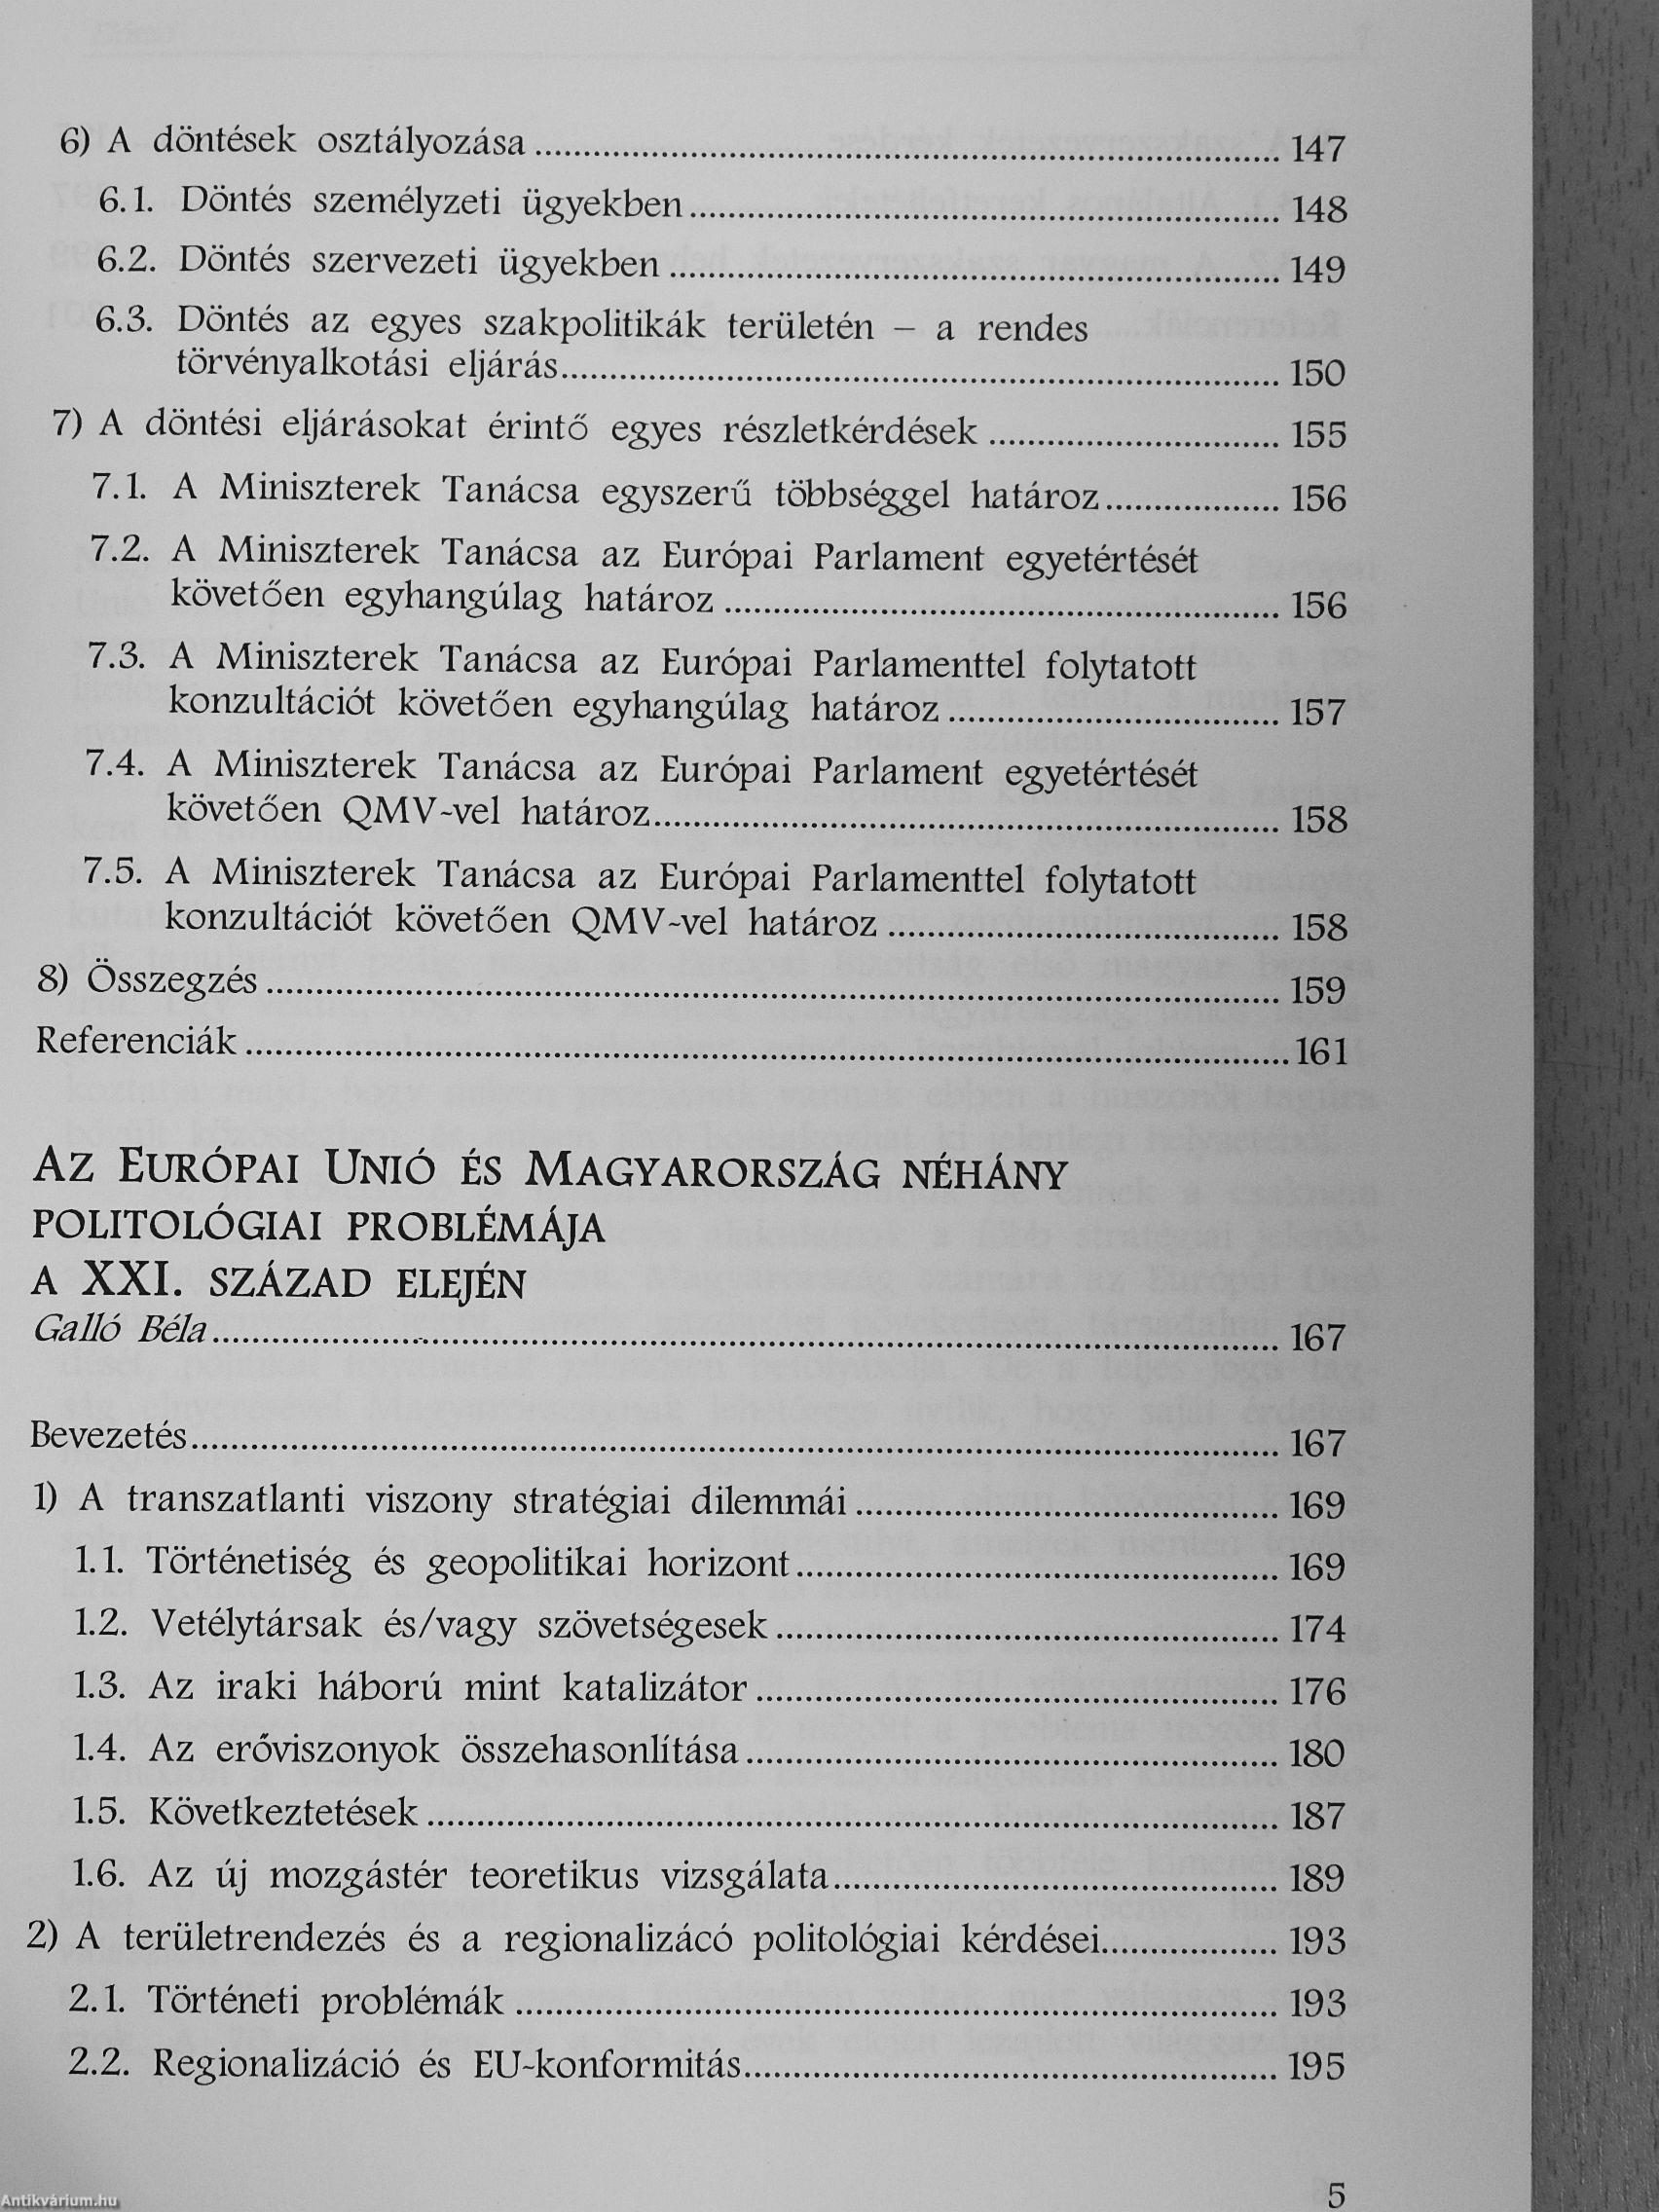 6) A döntések osztályozása ........ 147
6.1. Döntés személyzeti ügyekben ........ 148
6.2. Döntés szervezeti ügyekben ........ 149
6.3. Döntés az egyes szakpolitikák területén – a rendes
törvényalkotási eljárás ........ 150
7) A döntési eljárásokat érintő egyes részletkérdések ........ 155
7.1. A Miniszterek Tanácsa egyszerű többséggel határoz ........ 156
7.2. A Miniszterek Tanácsa az Európai Parlament egyetértését
követően egyhangúlag határoz ........ 156
7.3. A Miniszterek Tanácsa az Európai Parlamenttel folytatott
konzultációt követően egyhangúlag határoz ........ 157
7.4. A Miniszterek Tanácsa az Európai Parlament egyetértését
követően QMV-vel határoz ........ 158
7.5. A Miniszterek Tanácsa az Európai Parlamenttel folytatott
konzultációt követően QMV-vel határoz ........ 158
8) Összegzés ........ 159
Referenciák ........ 161
AZ EURÓPAI UNIÓ ÉS MAGYARORSZÁG NÉHÁNY
POLITOLÓGIAI PROBLÉMÁJA
A XXI. SZÁZAD ELEJÉN
Galló Béla ........ 167
Bevezetés ........ 167
1) A transzatlanti viszony stratégiai dilemmái ........ 169
1.1. Történetiség és geopolitikai horizont ........ 169
1.2. Vetélytársak és/vagy szövetségesek ........ 174
1.3. Az iraki háború mint katalizátor ........ 176
1.4. Az erőviszonyok összehasonlítása ........ 180
1.5. Következtetések ........ 187
1.6. Az új mozgástér teoretikus vizsgálata ........ 189
2) A területrendezés és a regionalizácó politológiai kérdései ........ 193
2.1. Történeti problémák ........ 193
2.2. Regionalizáció és EU-konformitás ........ 195
5
Antikvárium.hu